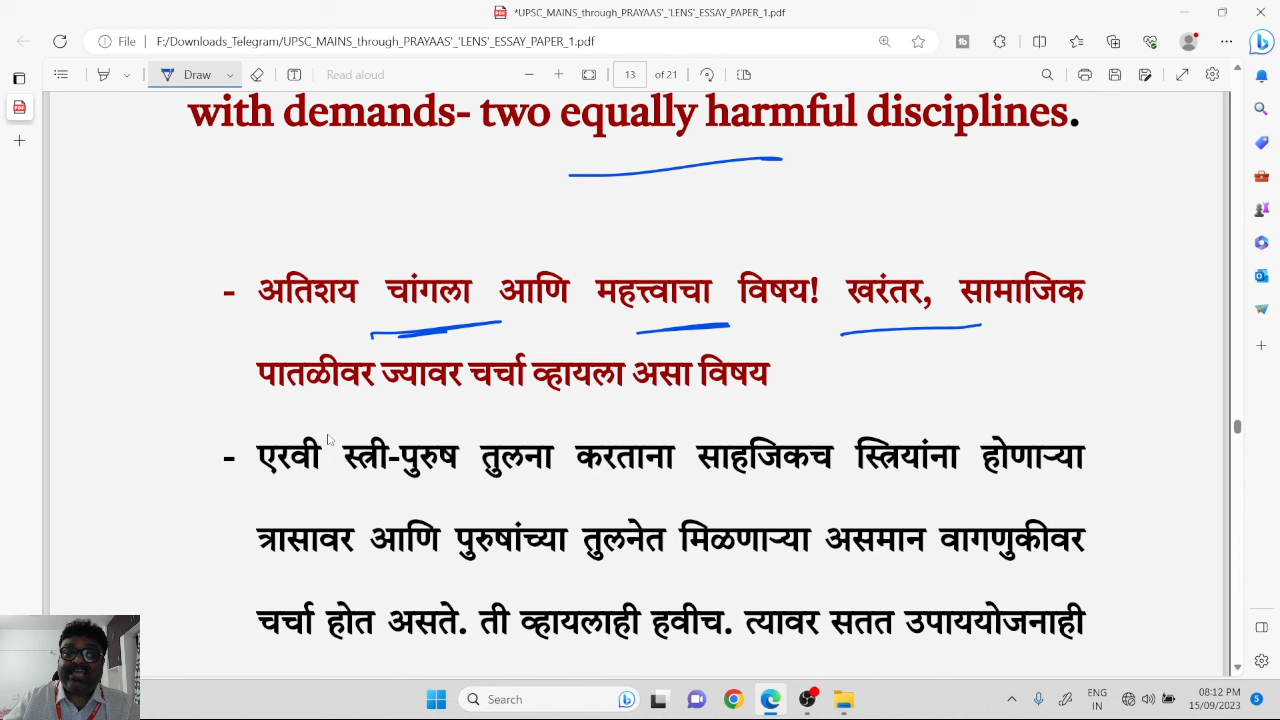 *UPSC_MAINS_through_PRAYAAS'_'LENS'_ESSAY_PAPER_1.pdf
File F:/Downloads_Telegram/UPSC_MAINS_through_PRAYAAS'_'LENS'_ESSAY_PAPER_1.pdf
Draw Read aloud 13 of 21
with demands- two equally harmful disciplines.
- अतिशय चांगला आणि महत्त्वाचा विषय! खरंतर, सामाजिक
पातळीवर ज्यावर चर्चा व्हायला असा विषय
- एरवी स्त्री-पुरुष तुलना करताना साहजिकच स्त्रियांना होणाऱ्या
त्रासावर आणि पुरुषांच्या तुलनेत मिळणाऱ्या असमान वागणुकीवर
चर्चा होत असते. ती व्हायलाही हवीच. त्यावर सतत उपाययोजनाही
Search ENG 08:12 PM
IN 15/09/2023 5